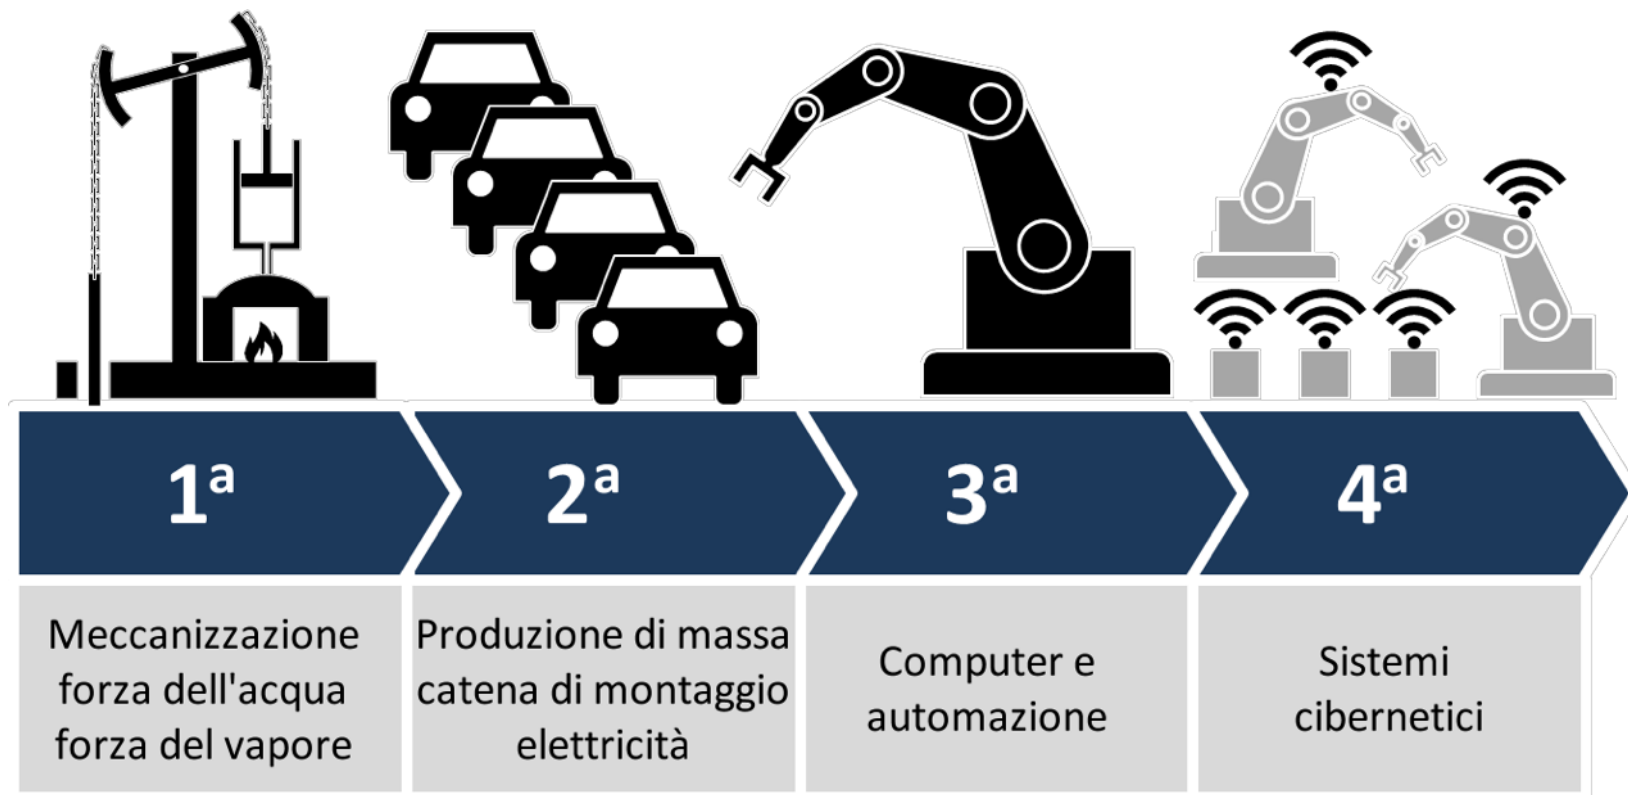 1ª
2ª
3ª
4ª
Meccanizzazione
forza dell'acqua
forza del vapore
Produzione di massa
catena di montaggio
elettricità
Computer e
automazione
Sistemi
cibernetici